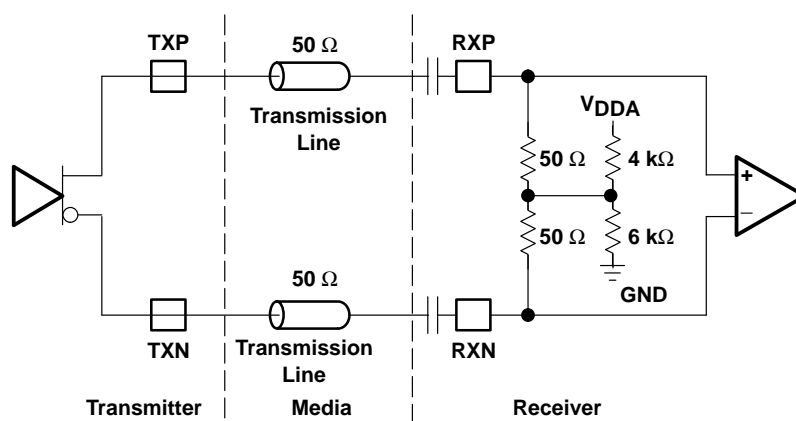 TXP
50 Ω
RXP
Transmission
Line
VDDA
50 Ω
4 kΩ
+
−
50 Ω
6 kΩ
GND
50 Ω
TXN
Transmission
Line
RXN
Transmitter
Media
Receiver